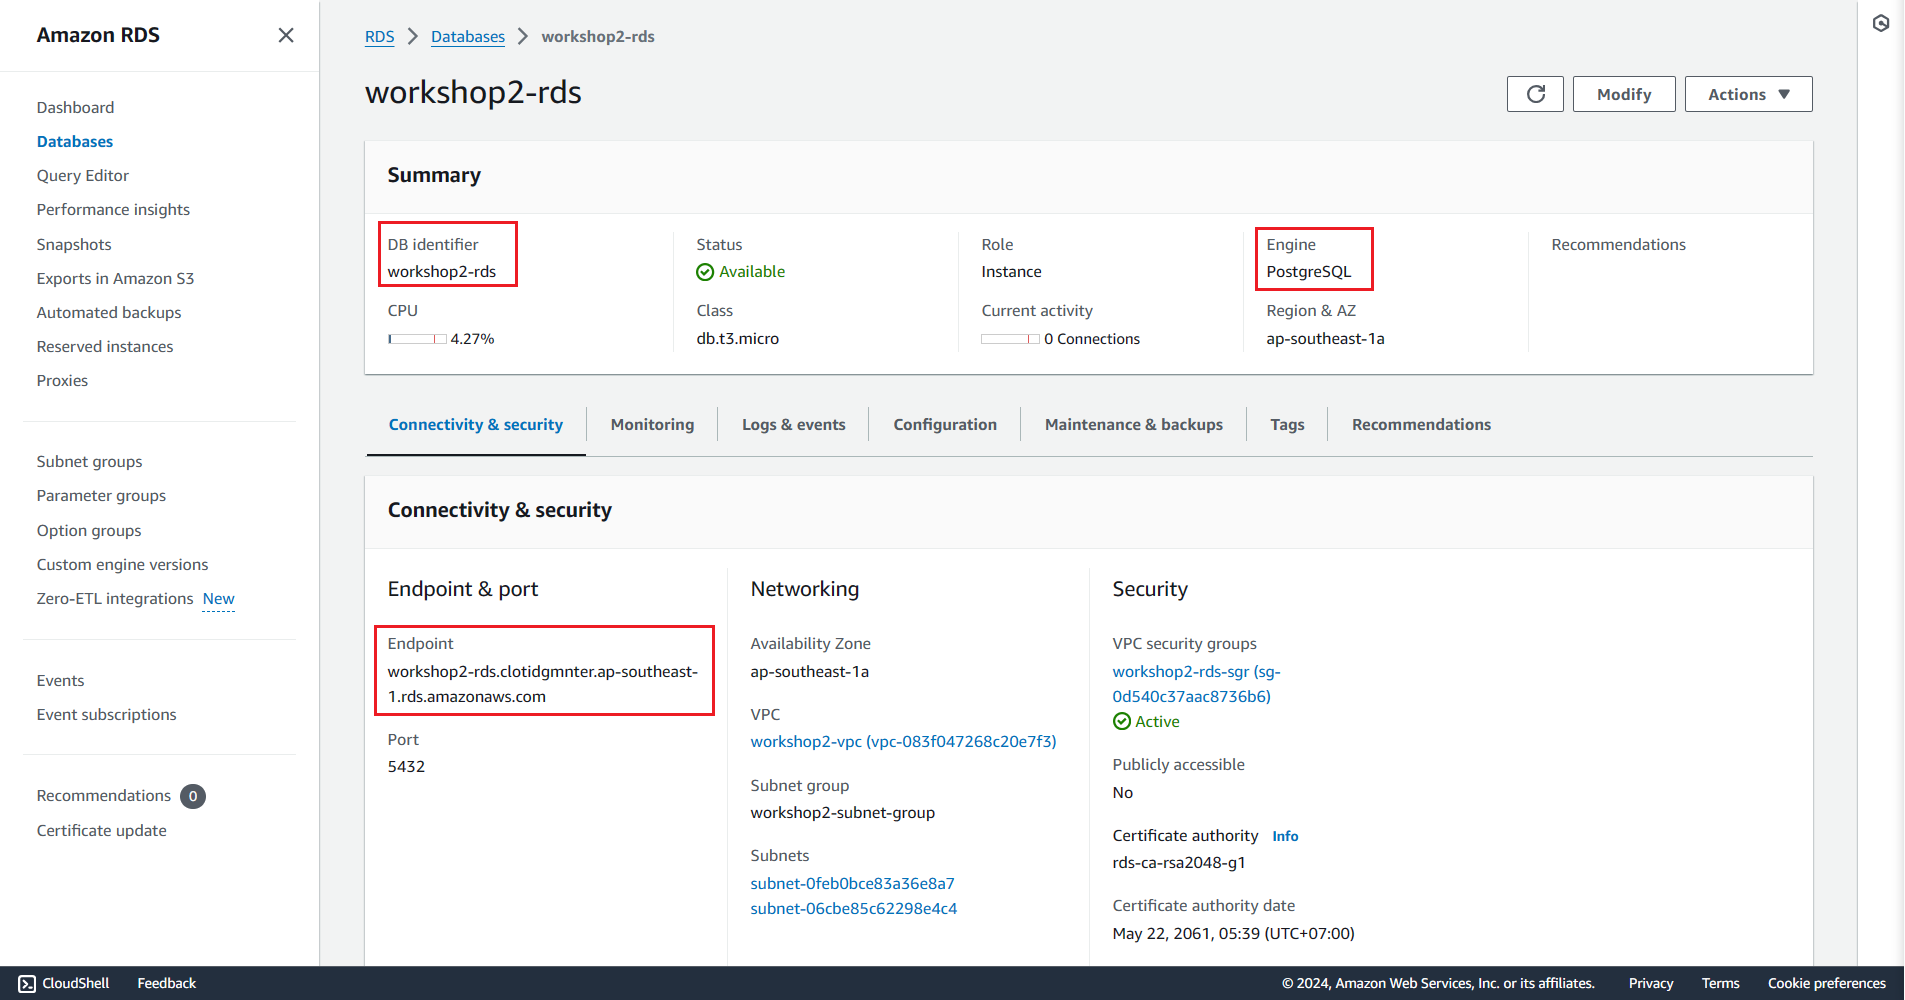 Amazon RDS
Dashboard
Databases
Query Editor
Performance insights
Snapshots
Exports in Amazon S3
Automated backups
Reserved instances
Proxies
Subnet groups
Parameter groups
Option groups
Custom engine versions
Zero-ETL integrations New
Events
Event subscriptions
Recommendations 0
Certificate update
RDS > Databases > workshop2-rds
workshop2-rds
Modify
Actions
Summary
DB identifier
workshop2-rds
CPU
4.27%
Status
Available
Class
db.t3.micro
Role
Instance
Current activity
0 Connections
Engine
PostgreSQL
Region & AZ
ap-southeast-1a
Recommendations
Connectivity & security
Monitoring
Logs & events
Configuration
Maintenance & backups
Tags
Recommendations
Connectivity & security
Endpoint & port
Endpoint
workshop2-rds.clotidgmnter.ap-southeast-
1.rds.amazonaws.com
Port
5432
Networking
Availability Zone
ap-southeast-1a
VPC
workshop2-vpc (vpc-083f047268c20e7f3)
Subnet group
workshop2-subnet-group
Subnets
subnet-0feb0bce83a36e8a7
subnet-06cbe85c62298e4c4
Security
VPC security groups
workshop2-rds-sgr (sg-
0d540c37aac8736b6)
Active
Publicly accessible
No
Certificate authority Info
rds-ca-rsa2048-g1
Certificate authority date
May 22, 2061, 05:39 (UTC+07:00)
CloudShell
Feedback
© 2024, Amazon Web Services, Inc. or its affiliates.
Privacy
Terms
Cookie preferences